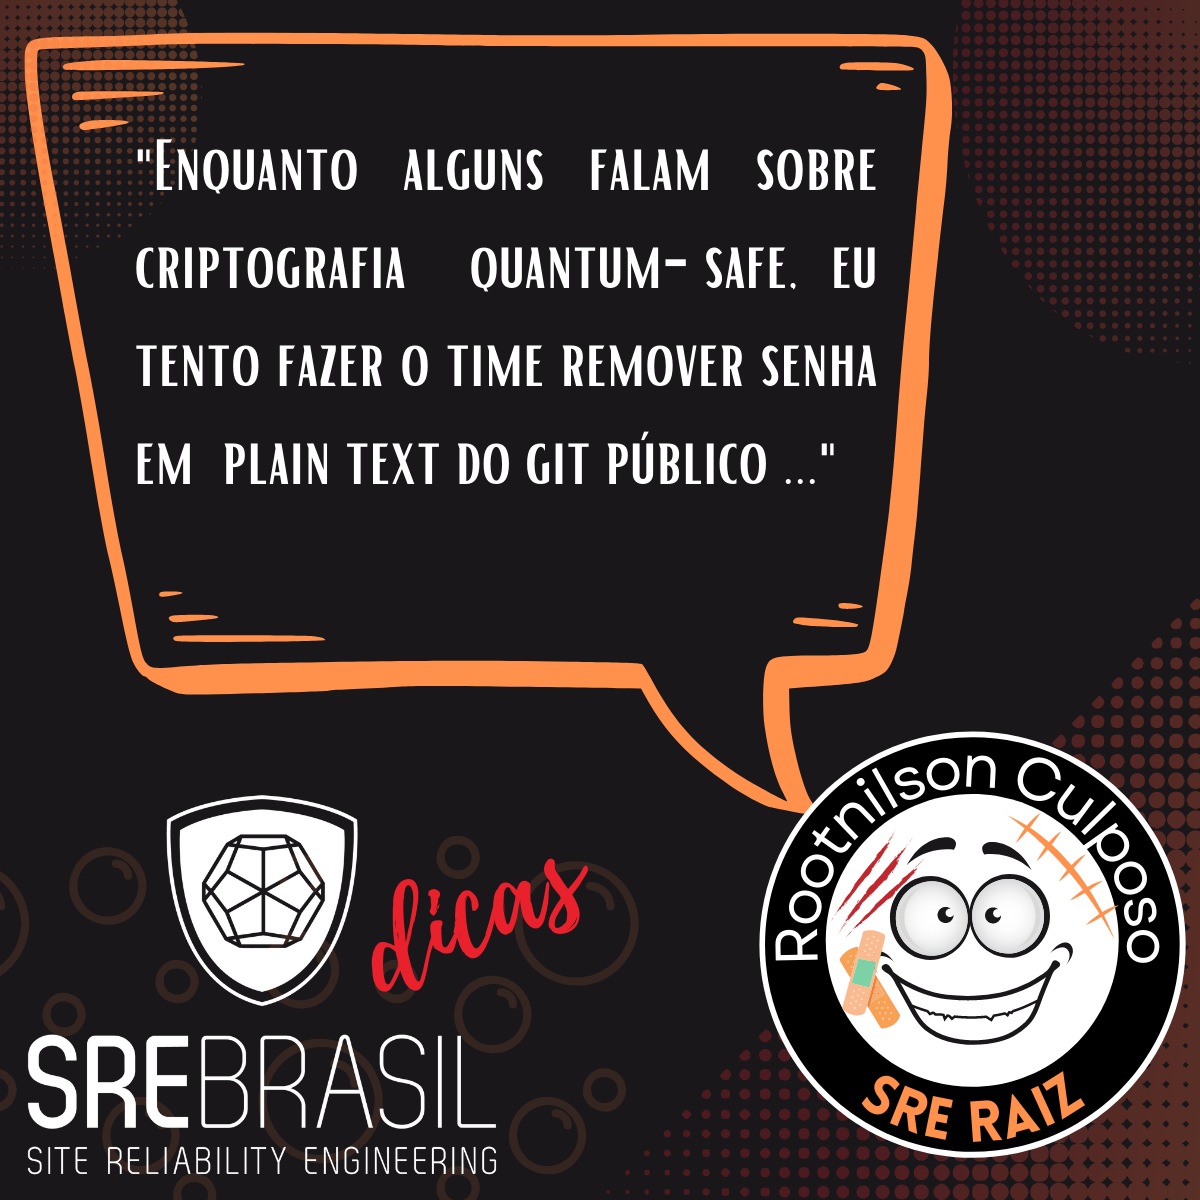 "Enquanto alguns falam sobre
criptografia quantum- safe, eu
tento fazer o time remover senha
em plain text do git público ..."
dicas
SREBRASIL
SITE RELIABILITY ENGINEERING
Rootnilson Culposo
SRE RAIZ